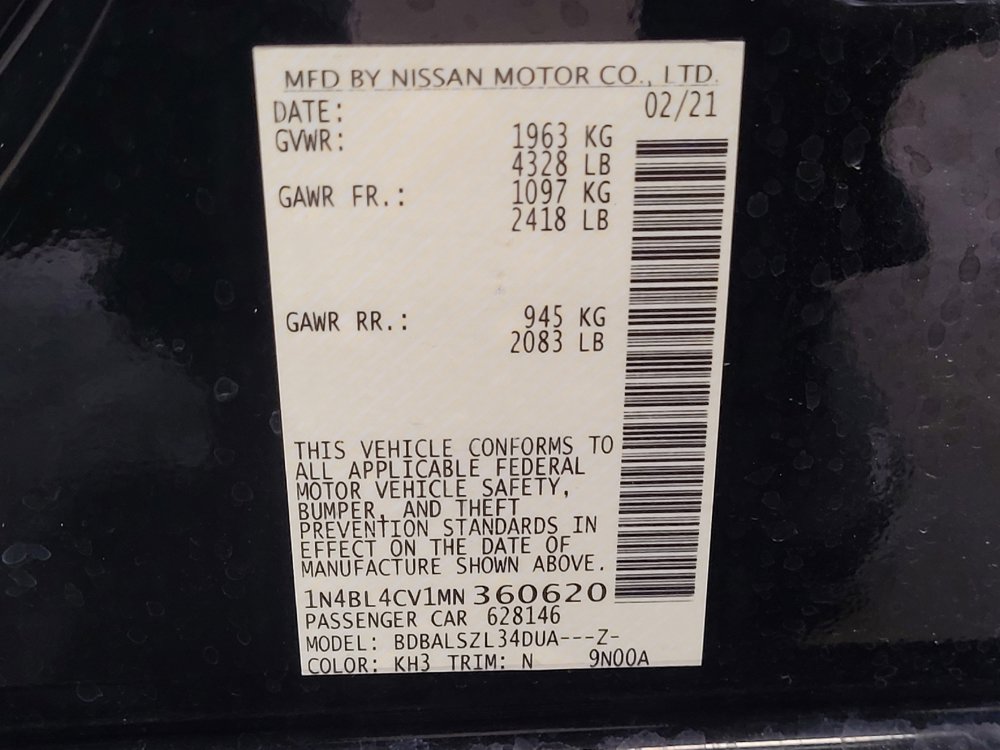 MFD BY NISSAN MOTOR CO., LTD.
DATE: 02/21
GVWR: 1963 KG
4328 LB
GAWR FR.: 1097 KG
2418 LB
GAWR RR.: 945 KG
2083 LB
THIS VEHICLE CONFORMS TO
ALL APPLICABLE FEDERAL
MOTOR VEHICLE SAFETY,
BUMPER, AND THEFT
PREVENTION STANDARDS IN
EFFECT ON THE DATE OF
MANUFACTURE SHOWN ABOVE.
1N4BL4CV1MN 360620
PASSENGER CAR 628146
MODEL: BDBALSZL34DUA---Z-
COLOR: KH3 TRIM: N 9N00A